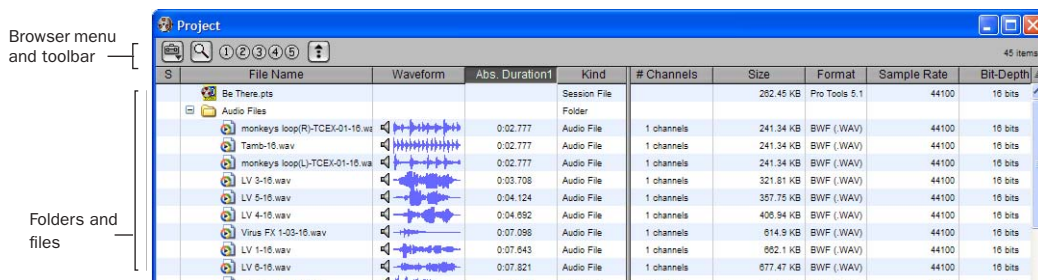 Project
Browser menu
and toolbar
1 2 3 4 5
45 items
S File Name Waveform Abs. Duration1 Kind # Channels Size Format Sample Rate Bit-Depth
Be There.pts Session File 262.45 KB Pro Tools 5.1 44100 16 bits
Audio Files Folder
monkeys loop(R)-TCEX-01-16.wa 0:02.777 Audio File 1 channels 241.34 KB BWF (.WAV) 44100 16 bits
Tamb-16.wav 0:02.777 Audio File 1 channels 241.34 KB BWF (.WAV) 44100 16 bits
monkeys loop(L)-TCEX-01-16.wa 0:02.777 Audio File 1 channels 241.34 KB BWF (.WAV) 44100 16 bits
LV 3-16.wav 0:03.708 Audio File 1 channels 321.81 KB BWF (.WAV) 44100 16 bits
LV 5-16.wav 0:04.124 Audio File 1 channels 357.75 KB BWF (.WAV) 44100 16 bits
LV 4-16.wav 0:04.692 Audio File 1 channels 406.94 KB BWF (.WAV) 44100 16 bits
Folders and
files
Virus FX 1-03-16.wav 0:07.098 Audio File 1 channels 614.9 KB BWF (.WAV) 44100 16 bits
LV 1-16.wav 0:07.643 Audio File 1 channels 662.1 KB BWF (.WAV) 44100 16 bits
LV 6-16.wav 0:07.821 Audio File 1 channels 677.47 KB BWF (.WAV) 44100 16 bits